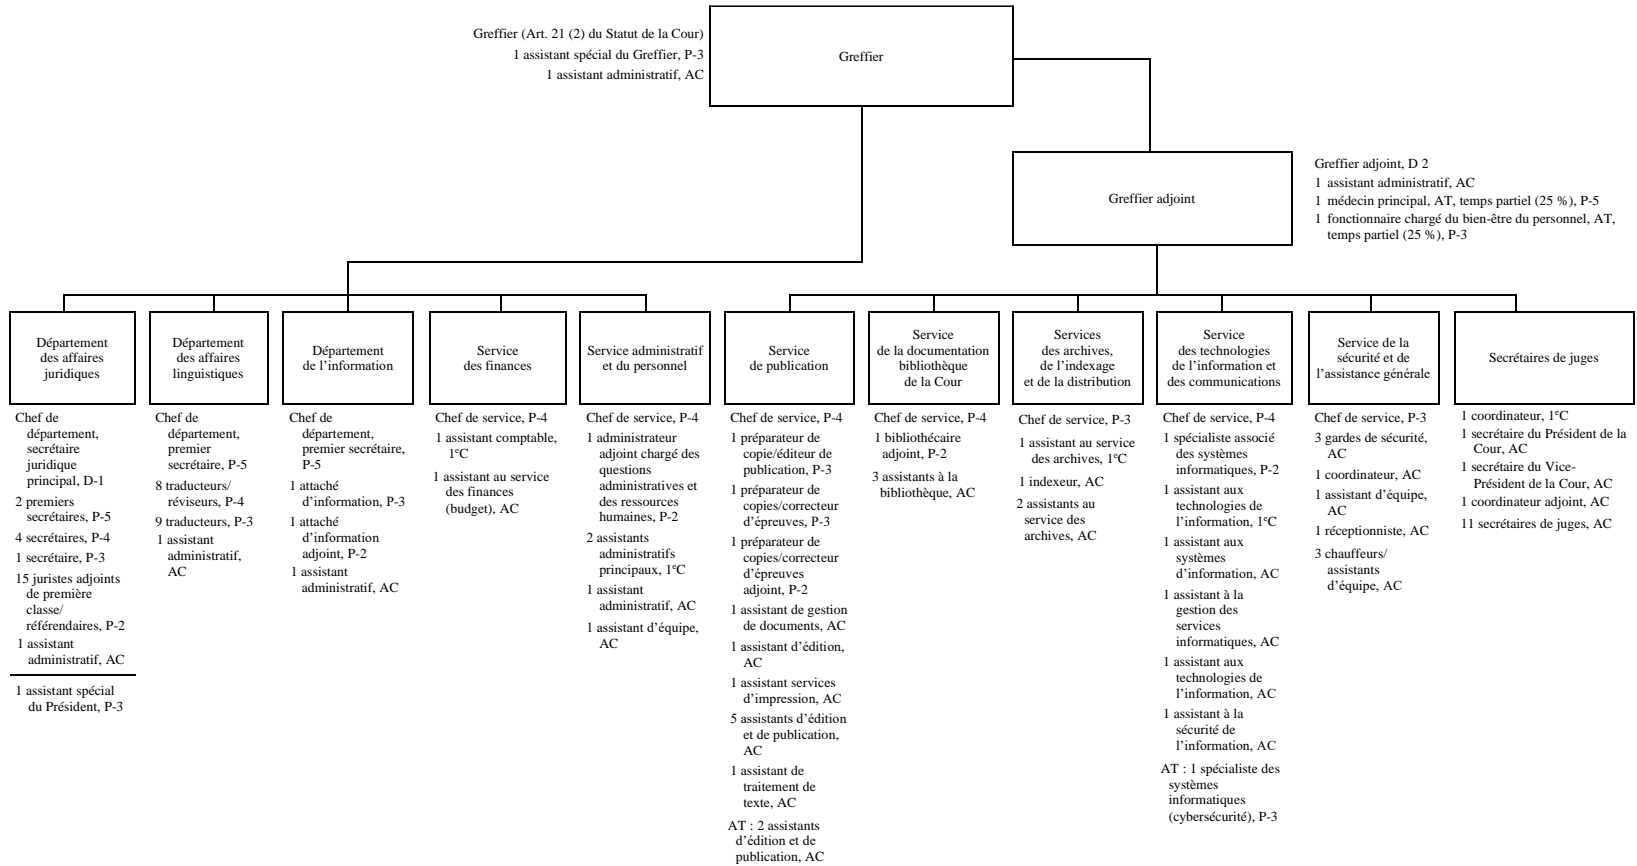 Greffier (Art. 21 (2) du Statut de la Cour)
1 assistant spécial du Greffier, P-3
1 assistant administratif, AC
Greffier
Greffier adjoint
Greffier adjoint, D 2
1 assistant administratif, AC
1 médecin principal, AT, temps partiel (25 %), P-5
1 fonctionnaire chargé du bien-être du personnel, AT,
temps partiel (25 %), P-3
Département
des affaires
juridiques
Chef de
département,
secrétaire
juridique
principal, D-1
2 premiers
secrétaires, P-5
4 secrétaires, P-4
1 secrétaire, P-3
15 juristes adjoints
de première
classe/
référendaires, P-2
1 assistant
administratif, AC
1 assistant spécial
du Président, P-3
Département
des affaires
linguistiques
Chef de
département,
premier
secrétaire, P-5
8 traducteurs/
réviseurs, P-4
9 traducteurs, P-3
1 assistant
administratif,
AC
Département
de l’information
Chef de
département,
premier secrétaire,
P-5
1 attaché
d’information, P-3
1 attaché
d’information
adjoint, P-2
1 assistant
administratif, AC
Service
des finances
Chef de service, P-4
1 assistant comptable,
1ᵉC
1 assistant au service
des finances
(budget), AC
Service administratif
et du personnel
Chef de service, P-4
1 administrateur
adjoint chargé des
questions
administratives et
des ressources
humaines, P-2
2 assistants
administratifs
principaux, 1ᵉC
1 assistant
administratif, AC
1 assistant d’équipe,
AC
Service
de publication
Chef de service, P-4
1 préparateur de
copie/éditeur de
publication, P-3
1 préparateur de
copies/correcteur
d’épreuves, P-3
1 préparateur de
copies/correcteur
d’épreuves
adjoint, P-2
1 assistant de gestion
de documents, AC
1 assistant d’édition,
AC
1 assistant services
d’impression, AC
5 assistants d’édition
et de publication,
AC
1 assistant de
traitement de
texte, AC
AT : 2 assistants
d’édition et de
publication, AC
Service
de la documentation
bibliothèque
de la Cour
Chef de service, P-4
1 bibliothécaire
adjoint, P-2
3 assistants à la
bibliothèque, AC
Services
des archives,
de l’indexage
et de la distribution
Chef de service, P-3
1 assistant au service
des archives, 1ᵉC
1 indexeur, AC
2 assistants au
service des
archives, AC
Service
des technologies
de l’information et
des communications
Chef de service, P-4
1 spécialiste associé
des systèmes
informatiques, P-2
1 assistant aux
technologies de
l’information, 1ᵉC
1 assistant aux
systèmes
d’information, AC
1 assistant à la
gestion des
services
informatiques, AC
1 assistant aux
technologies de
l’information, AC
1 assistant à la
sécurité de
l’information, AC
AT : 1 spécialiste des
systèmes
informatiques
(cybersécurité), P-3
Service de la
sécurité et de
l’assistance générale
Chef de service, P-3
3 gardes de sécurité,
AC
1 coordinateur, AC
1 assistant d’équipe,
AC
1 réceptionniste, AC
3 chauffeurs/
assistants
d’équipe, AC
Secrétaires de juges
1 coordinateur, 1ᵉC
1 secrétaire du Président de la
Cour, AC
1 secrétaire du Vice-
Président de la Cour, AC
1 coordinateur adjoint, AC
11 secrétaires de juges, AC